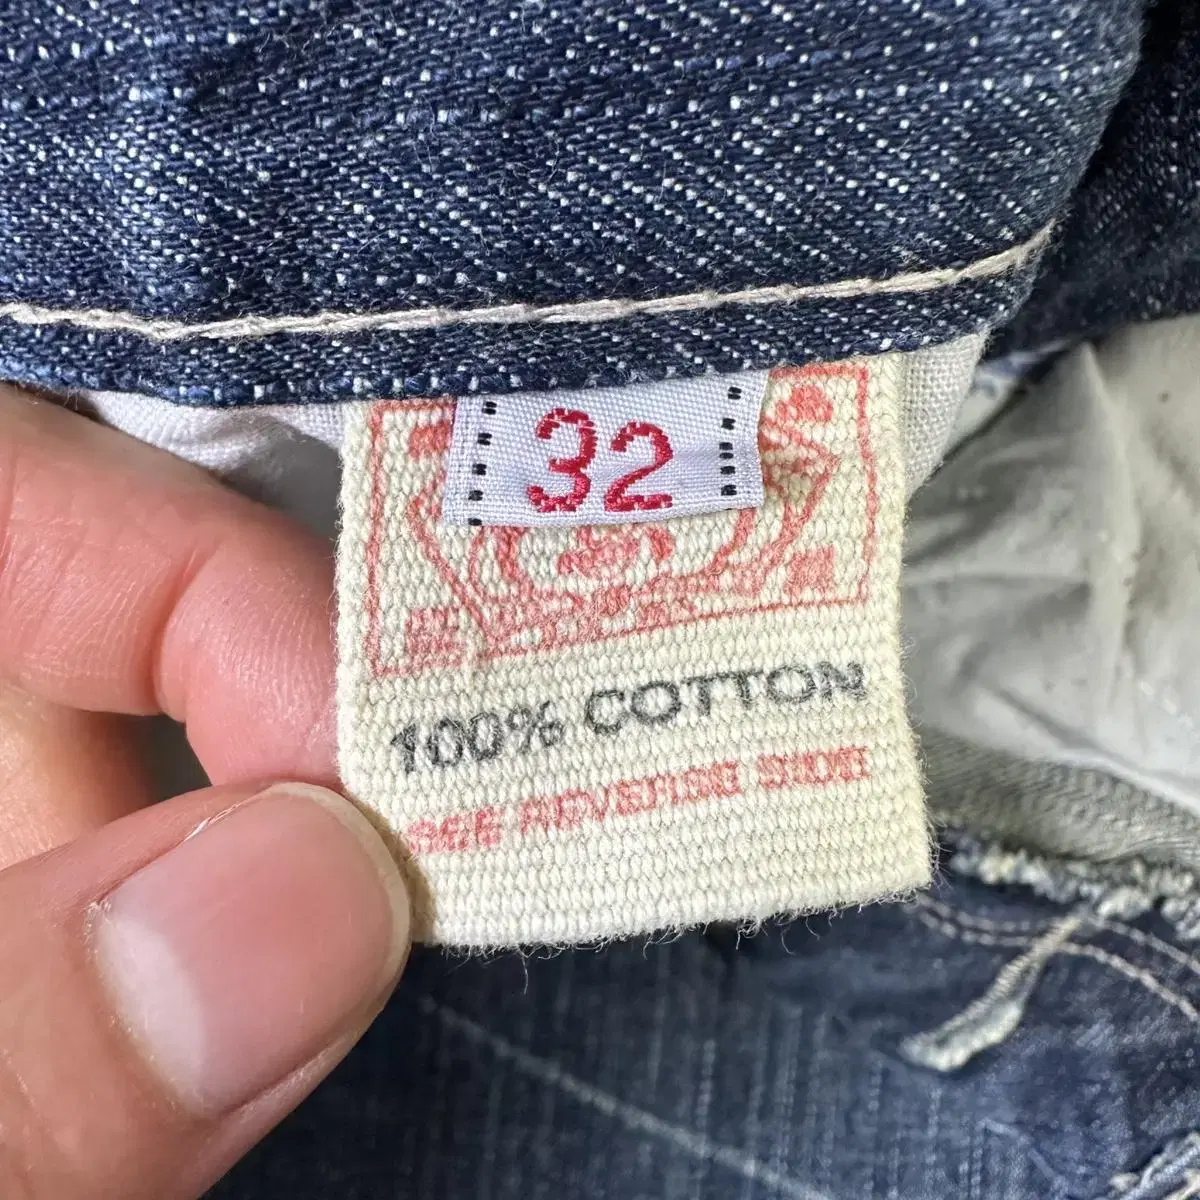 32
100% COTTON
SEE REVERSE SIDE